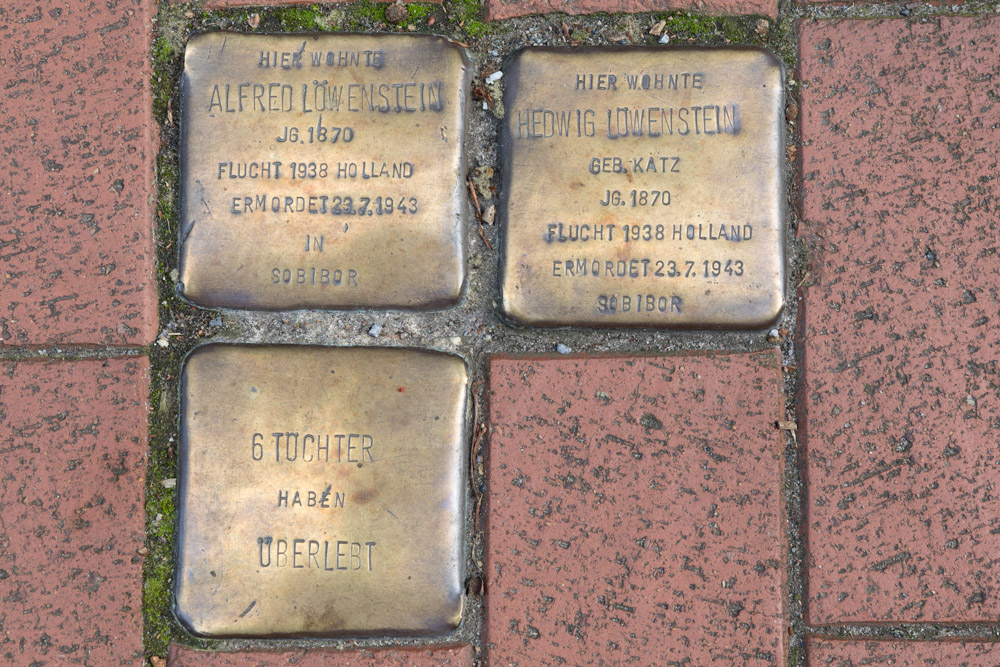 HIER WOHNTE
ALFRED LÖWENSTEIN
JG. 1870
FLUCHT 1938 HOLLAND
ERMORDET 23.7.1943
IN
SOBIBOR
HIER WOHNTE
HEDWIG LÖWENSTEIN
GEB. KATZ
JG. 1870
FLUCHT 1938 HOLLAND
ERMORDET 23.7.1943
SOBIBOR
6 TÖCHTER
HABEN
ÜBERLEBT